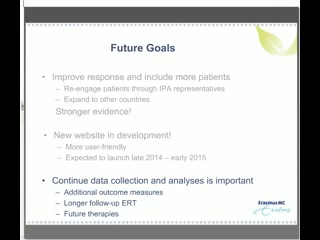 Future Goals
• Improve response and include more patients
– Re-engage patients through IPA representatives
– Expand to other countries
Stronger evidence!
• New website in development!
– More user-friendly
– Expected to launch late 2014 – early 2015
• Continue data collection and analyses is important
– Additional outcome measures
– Longer follow-up ERT
– Future therapies
Erasmus MC
Erasmus